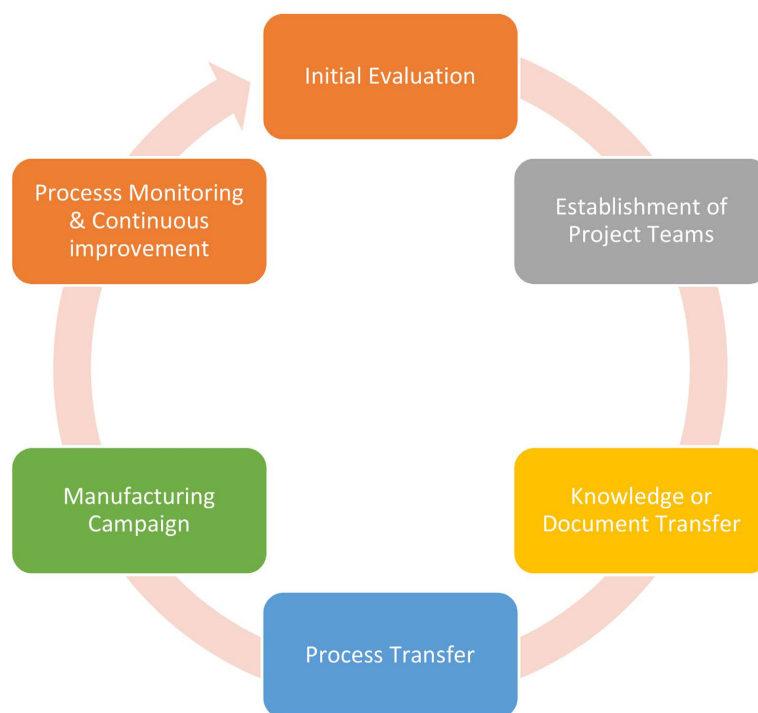 Initial Evaluation
Establishment of
Project Teams
Knowledge or
Document Transfer
Process Transfer
Manufacturing
Campaign
Processs Monitoring
& Continuous
improvement